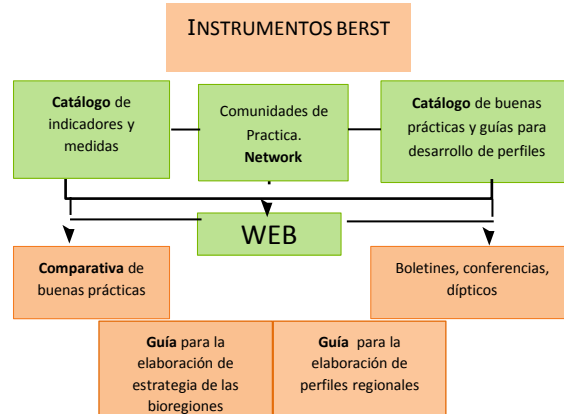 INSTRUMENTOS BERST
Catálogo de
indicadores y
medidas
Comunidades de
Practica.
Network
Catálogo de buenas
prácticas y guías para
desarrollo de perfiles
WEB
Comparativa de
buenas prácticas
Boletines, conferencias,
dípticos
Guía para la
elaboración de
estrategia de las
bioregiones
Guía para la
elaboración de
perfiles regionales